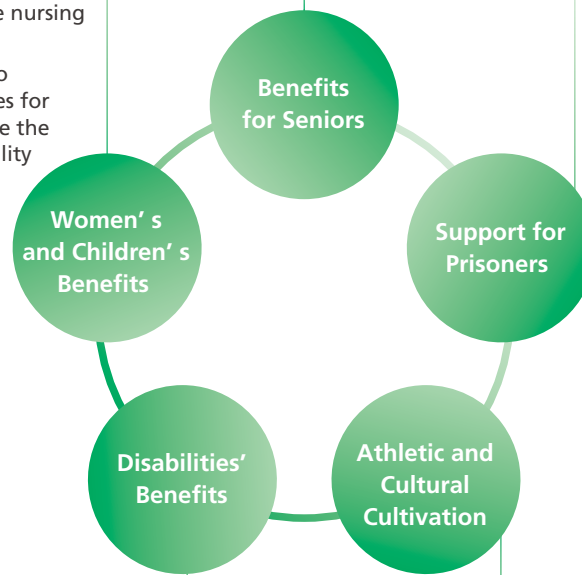 e nursing
o
es for
e the
lity
Benefits
for Seniors
Women' s
and Children' s
Benefits
Support for
Prisoners
Disabilities'
Benefits
Athletic and
Cultural
Cultivation